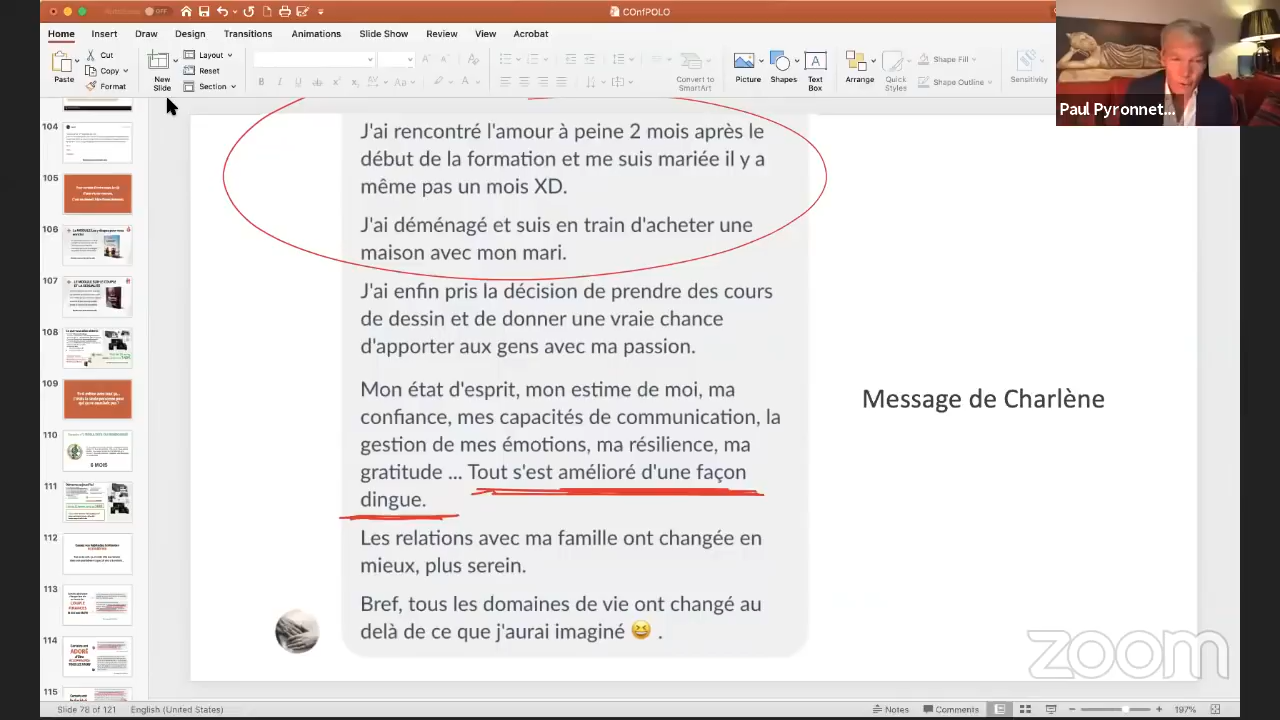 OFF
COnfPOLO
Home Insert Draw Design Transitions Animations Slide Show Review View Acrobat
Paste
Cut
Copy
Format
New
Slide
Layout
Reset
Section
Convert to
SmartArt
Picture
Shapes
Text
Box
Arrange
Quick
Styles
Shape Fill
Shape Outline
Sensitivity
Paul Pyronnet...
J'ai rencontré l'amour à peine 2 mois après le
début de la formation et me suis mariée il y a
même pas un mois XD.
J'ai déménagé et suis en train d'acheter une
maison avec mon mari.
J'ai enfin pris la décision de prendre des cours
de dessin et de donner une vraie chance
d'apporter aux gens avec ma passion.
Mon état d'esprit, mon estime de moi, ma
confiance, mes capacités de communication, la
gestion de mes émotions, ma résilience, ma
gratitude ... Tout s'est amélioré d'une façon
dingue.
Les relations avec ma famille ont changée en
mieux, plus serein.
Bref, tous les domaines de vie ont changé au
delà de ce que j'aurai imaginé 😆 .
Message de Charlène
104
105
106
107
108
109
110
6 MOIS
111
112
113
114
115
zoom
Slide 78 of 121 English (United States)
Notes Comments 197%